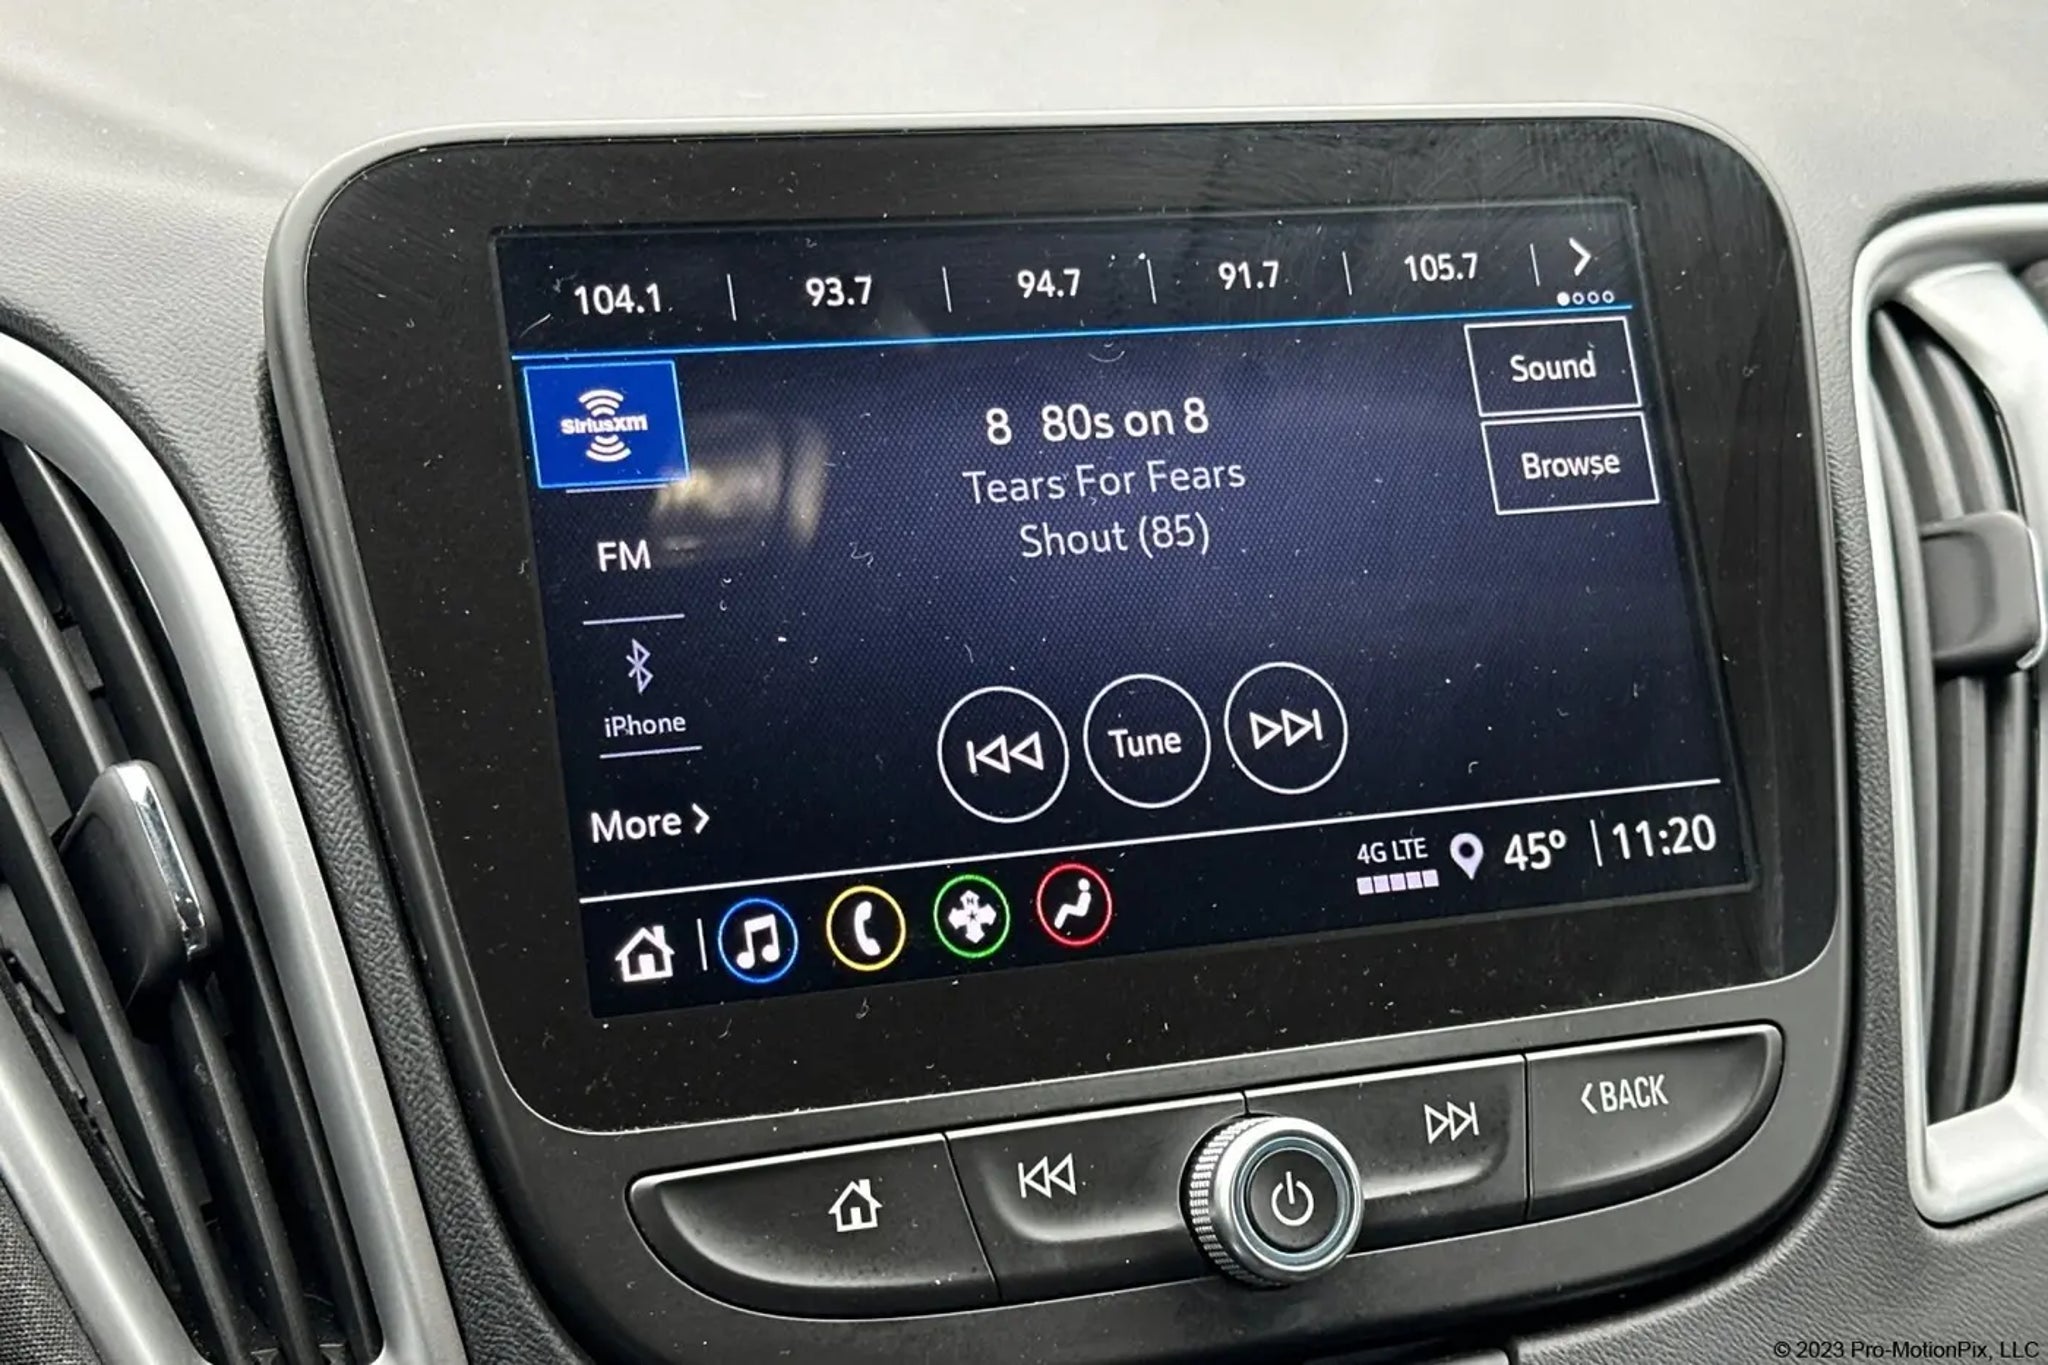 104.1 | 93.7 | 94.7 | 91.7 | 105.7
SiriusXM
8 80s on 8
Tears For Fears
Shout (85)
Sound
Browse
FM
iPhone
More
Tune
4G LTE 45° | 11:20
BACK
© 2023 Pro-MotionPix, LLC